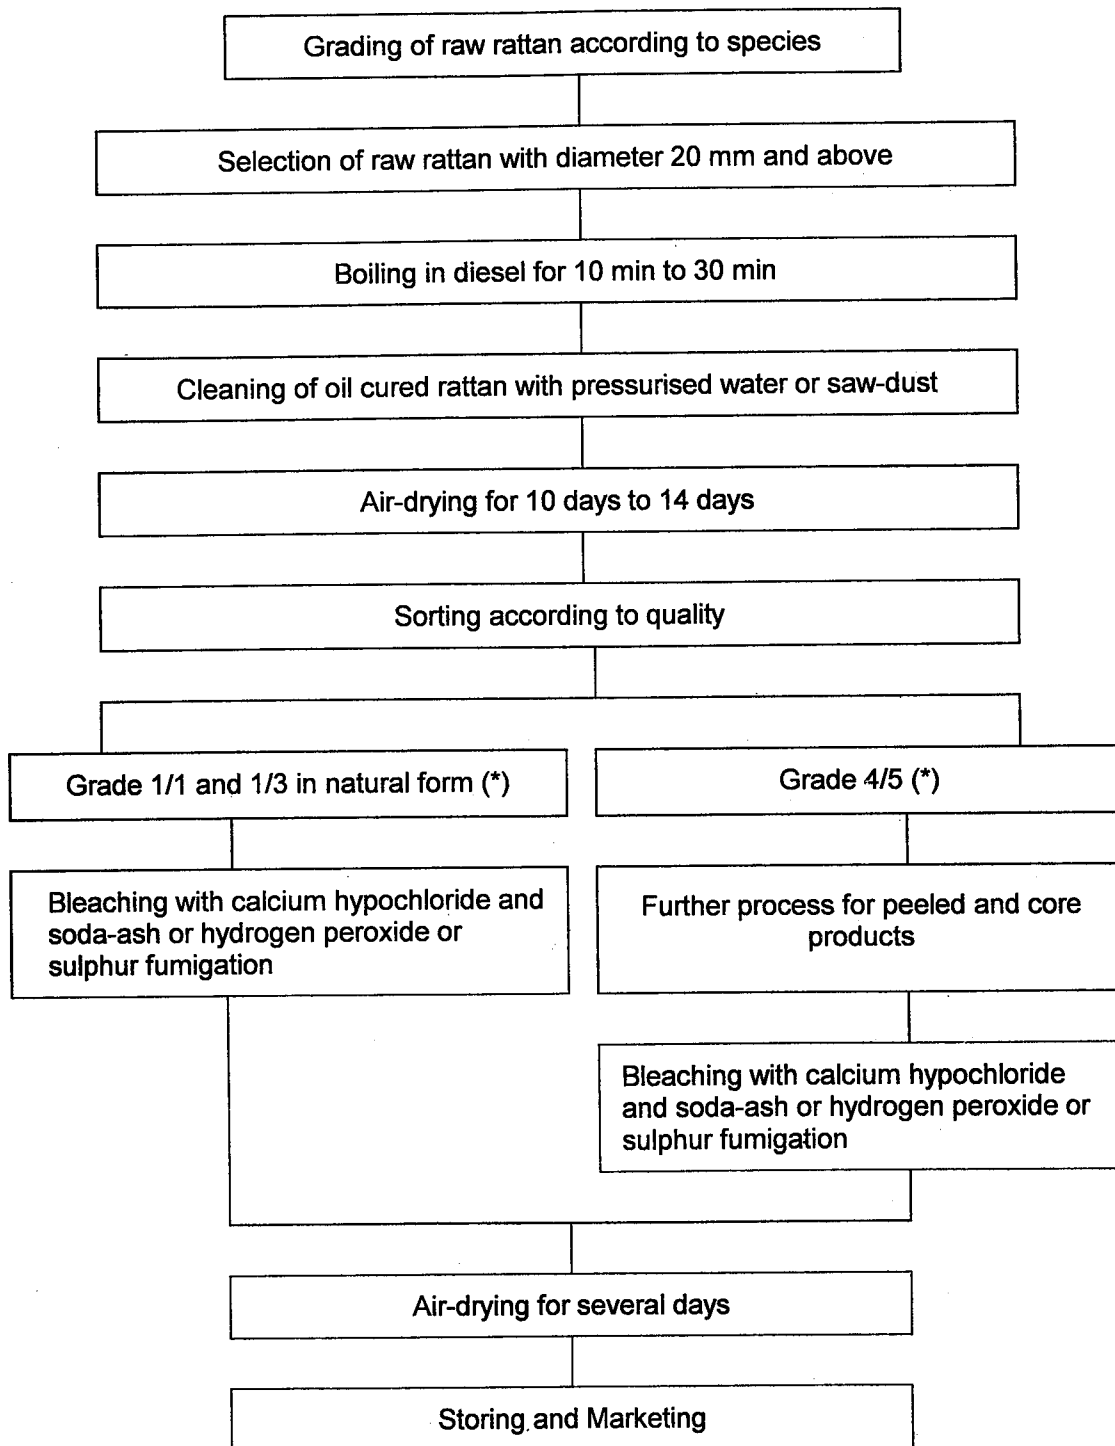 Grading of raw rattan according to species
Selection of raw rattan with diameter 20 mm and above
Boiling in diesel for 10 min to 30 min
Cleaning of oil cured rattan with pressurised water or saw-dust
Air-drying for 10 days to 14 days
Sorting according to quality
Grade 1/1 and 1/3 in natural form (*)
Grade 4/5 (*)
Bleaching with calcium hypochloride and
soda-ash or hydrogen peroxide or
sulphur fumigation
Further process for peeled and core
products
Bleaching with calcium hypochloride
and soda-ash or hydrogen peroxide or
sulphur fumigation
Air-drying for several days
Storing and Marketing